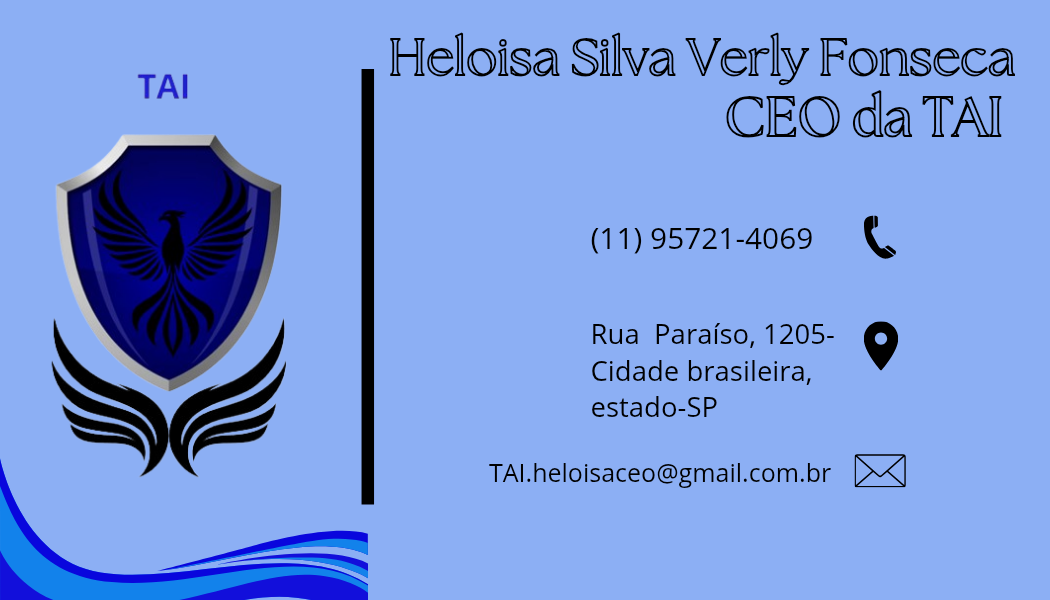 TAI
Heloisa Silva Verly Fonseca
CEO da TAI
(11) 95721-4069
Rua  Paraíso, 1205-
Cidade brasileira,
estado-SP
TAI.heloisaceo@gmail.com.br